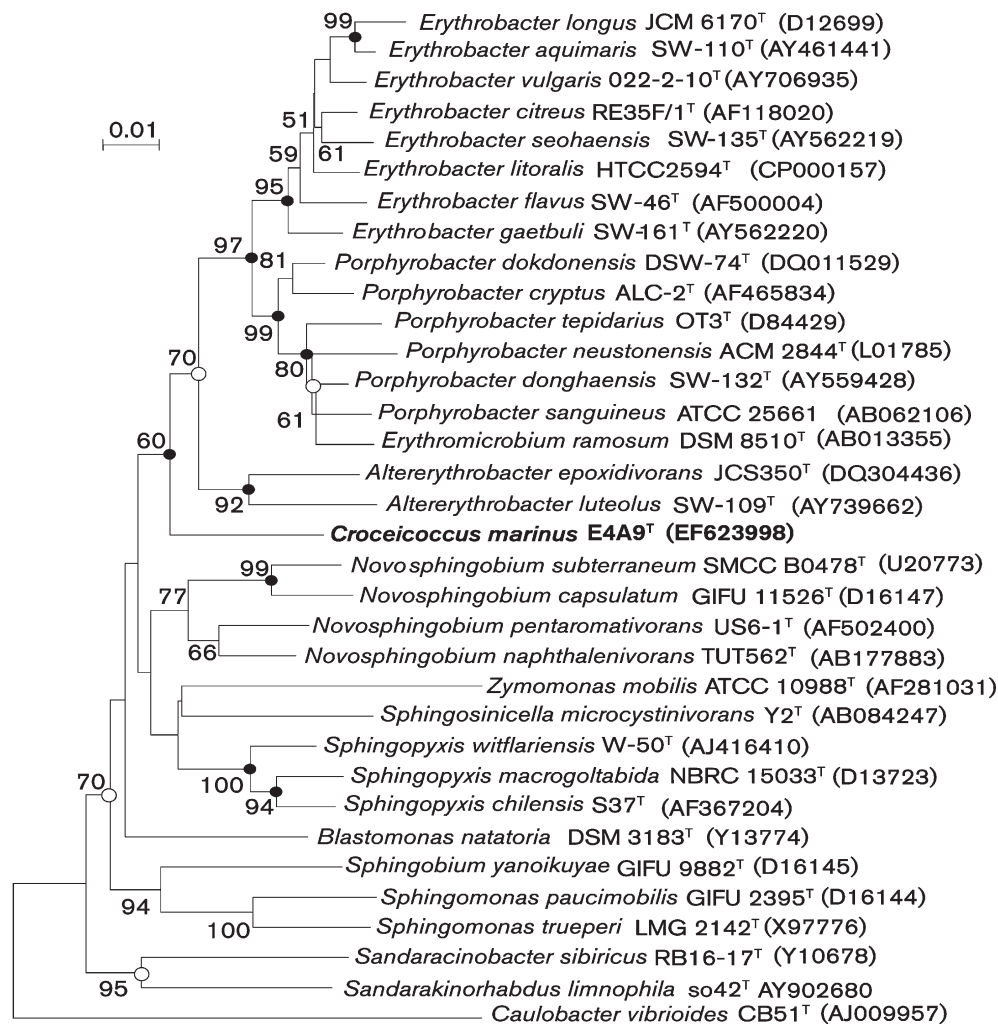 99 Erythrobacter longus JCM 6170ᵀ (D12699)
Erythrobacter aquimaris SW-110ᵀ (AY461441)
Erythrobacter vulgaris 022-2-10ᵀ (AY706935)
Erythrobacter citreus RE35F/1ᵀ (AF118020)
51
0.01
Erythrobacter seohaensis SW-135ᵀ (AY562219)
59 61
Erythrobacter litoralis HTCC2594ᵀ (CP000157)
95
Erythrobacter flavus SW-46ᵀ (AF500004)
Erythrobacter gaetbuli SW-161ᵀ (AY562220)
97 81
Porphyrobacter dokdonensis DSW-74ᵀ (DQ011529)
Porphyrobacter cryptus ALC-2ᵀ (AF465834)
Porphyrobacter tepidarius OT3ᵀ (D84429)
99
Porphyrobacter neustonensis ACM 2844ᵀ (L01785)
70 80
Porphyrobacter donghaensis SW-132ᵀ (AY559428)
Porphyrobacter sanguineus ATCC 25661 (AB062106)
61
Erythromicrobium ramosum DSM 8510ᵀ (AB013355)
60
Altererythrobacter epoxidivorans JCS350ᵀ (DQ304436)
92 Altererythrobacter luteolus SW-109ᵀ (AY739662)
Croceicoccus marinus E4A9ᵀ (EF623998)
99 Novosphingobium subterraneum SMCC B0478ᵀ (U20773)
77 Novosphingobium capsulatum GIFU 11526ᵀ (D16147)
Novosphingobium pentaromativorans US6-1ᵀ (AF502400)
66 Novosphingobium naphthalenivorans TUT562ᵀ (AB177883)
Zymomonas mobilis ATCC 10988ᵀ (AF281031)
Sphingosinicella microcystinivorans Y2ᵀ (AB084247)
Sphingopyxis witflariensis W-50ᵀ (AJ416410)
70 100 Sphingopyxis macrogoltabida NBRC 15033ᵀ (D13723)
94 Sphingopyxis chilensis S37ᵀ (AF367204)
Blastomonas natatoria DSM 3183ᵀ (Y13774)
Sphingobium yanoikuyae GIFU 9882ᵀ (D16145)
94 Sphingomonas paucimobilis GIFU 2395ᵀ (D16144)
100 Sphingomonas trueperi LMG 2142ᵀ (X97776)
Sandaracinobacter sibiricus RB16-17ᵀ (Y10678)
95 Sandarakinorhabdus limnophila so42ᵀ AY902680
Caulobacter vibrioides CB51ᵀ (AJ009957)